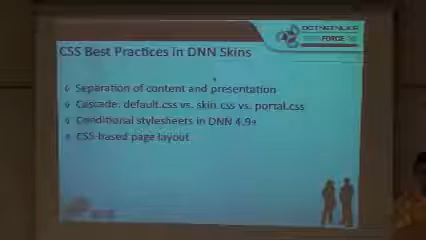 DOTNETNUKE
CSS Best Practices in DNN Skins
Separation of content and presentation
Cascade: default.css vs. skin.css vs. portal.css
Conditional stylesheets in DNN 4.9+
CSS-based page layout